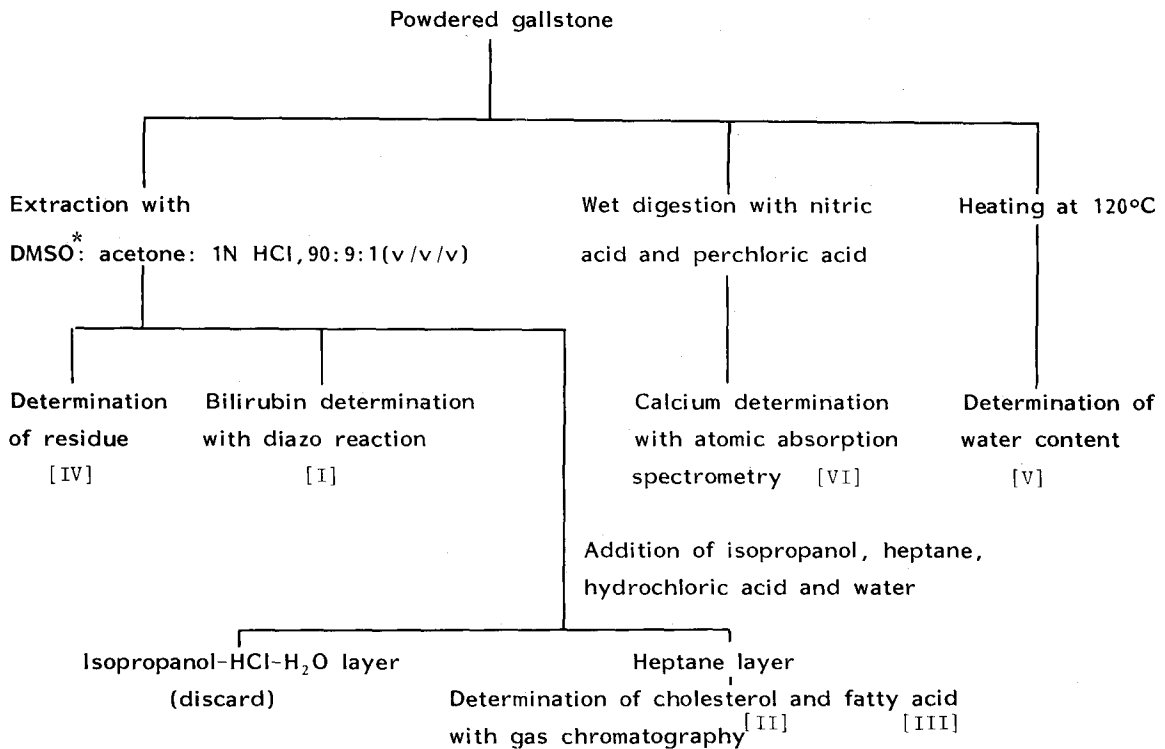 Powdered gallstone
Extraction with
DMSO*: acetone: 1N HCl, 90:9:1(v/v/v)
Wet digestion with nitric
acid and perchloric acid
Heating at 120°C
Determination
of residue
[IV]
Bilirubin determination
with diazo reaction
[I]
Calcium determination
with atomic absorption
spectrometry [VI]
Determination of
water content
[V]
Addition of isopropanol, heptane,
hydrochloric acid and water
Isopropanol-HCl-H₂O layer
(discard)
Heptane layer
Determination of cholesterol and fatty acid
with gas chromatography [II] [III]